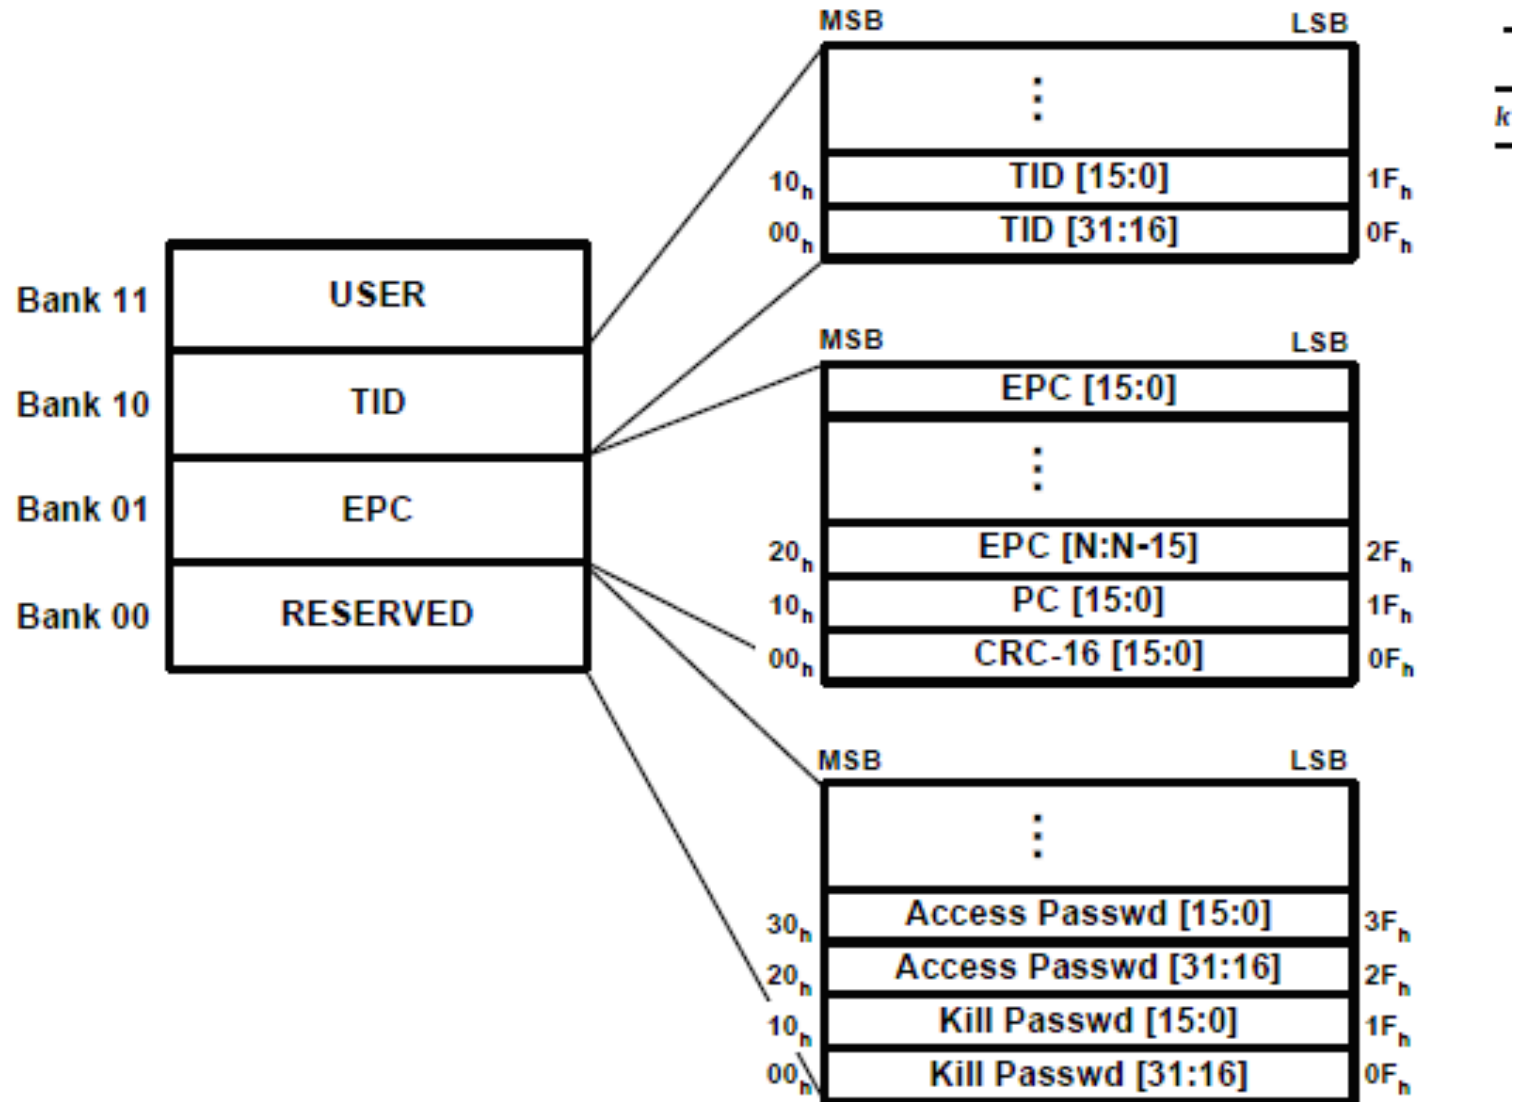 MSB LSB
10h TID [15:0] 1Fh
00h TID [31:16] 0Fh
Bank 11 USER
Bank 10 TID
Bank 01 EPC
Bank 00 RESERVED
MSB LSB
EPC [15:0]
20h EPC [N:N-15] 2Fh
10h PC [15:0] 1Fh
00h CRC-16 [15:0] 0Fh
MSB LSB
30h Access Passwd [15:0] 3Fh
20h Access Passwd [31:16] 2Fh
10h Kill Passwd [15:0] 1Fh
00h Kill Passwd [31:16] 0Fh
k